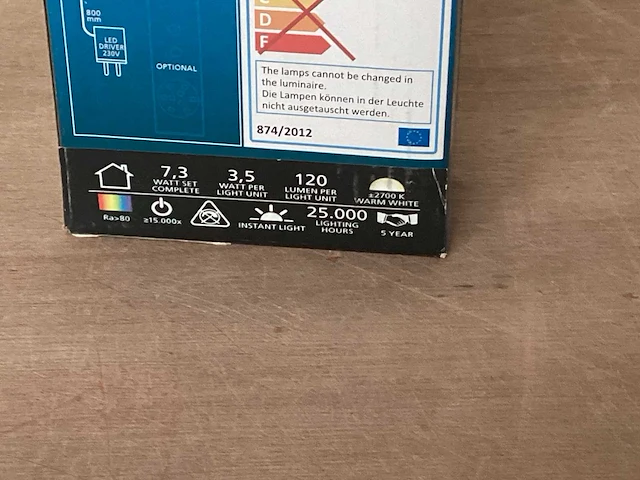 800
mm
LED
DRIVER
230V
OPTIONAL
D
F
The lamps cannot be changed in
the luminaire.
Die Lampen können in der Leuchte
nicht ausgetauscht werden.
874/2012
7,3
WATT SET
COMPLETE
3,5
WATT PER
LIGHT UNIT
120
LUMEN PER
LIGHT UNIT
±2700 K
WARM WHITE
Ra>80
≥15.000x
INSTANT LIGHT
25.000
LIGHTING
HOURS
5 YEAR